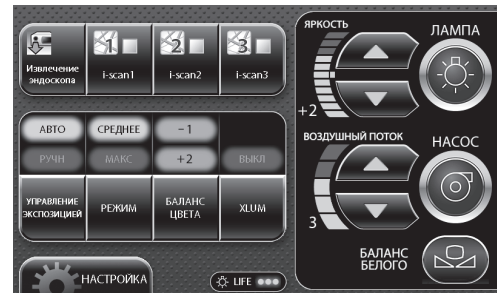 Извлечение
эндоскопа
1
i-scan1
2
i-scan2
3
i-scan3
АВТО
СРЕДНЕЕ
−1
РУЧН
МАКС
+2
ВЫКЛ
УПРАВЛЕНИЕ
ЭКСПОЗИЦИЕЙ
РЕЖИМ
БАЛАНС
ЦВЕТА
XLUM
НАСТРОЙКА
LIFE
ЯРКОСТЬ
+2
ЛАМПА
ВОЗДУШНЫЙ ПОТОК
3
НАСОС
БАЛАНС
БЕЛОГО